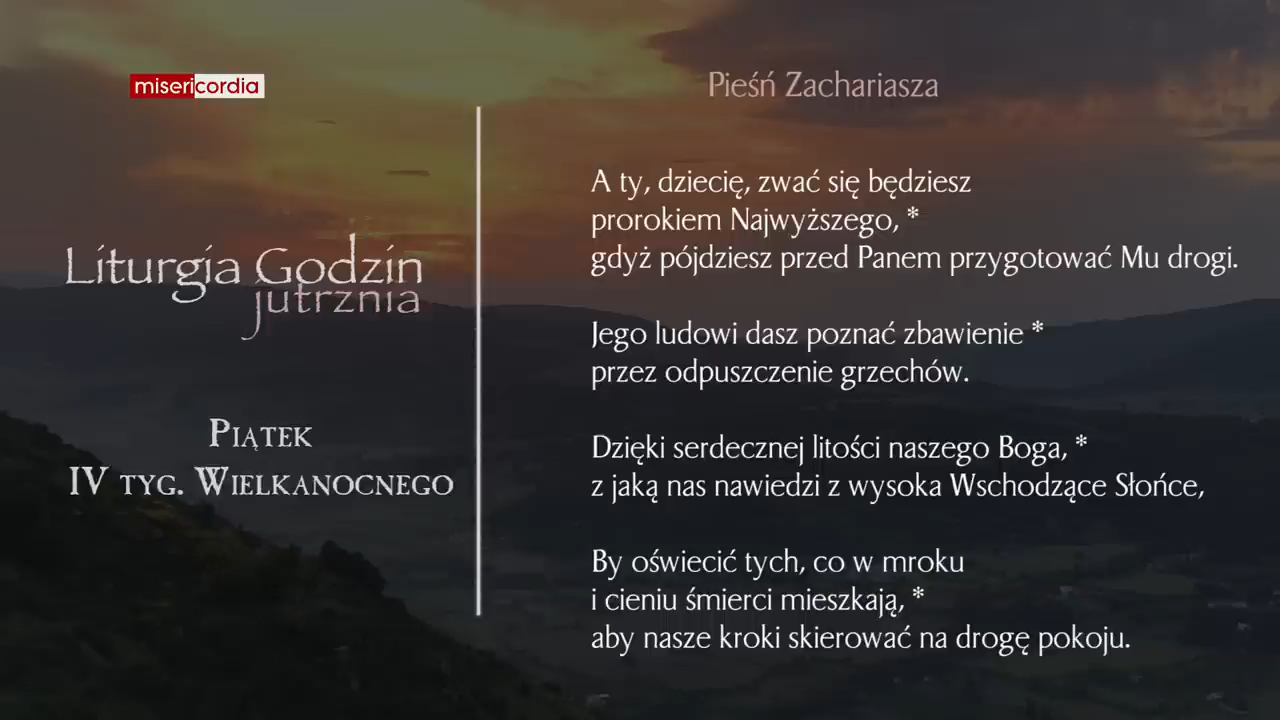 misericordia
Liturgia Godzin
jutrznia
Piątek
IV tyg. Wielkanocnego
Pieśń Zachariasza
A ty, dziecię, zwać się będziesz
prorokiem Najwyższego, *
gdyż pójdziesz przed Panem przygotować Mu drogi.
Jego ludowi dasz poznać zbawienie *
przez odpuszczenie grzechów.
Dzięki serdecznej litości naszego Boga, *
z jaką nas nawiedzi z wysoka Wschodzące Słońce,
By oświecić tych, co w mroku
i cieniu śmierci mieszkają, *
aby nasze kroki skierować na drogę pokoju.